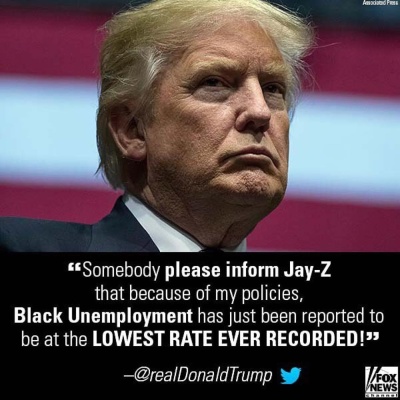 Associated Press
“Somebody please inform Jay-Z
that because of my policies,
Black Unemployment has just been reported to
be at the LOWEST RATE EVER RECORDED!”
–@realDonaldTrump
FOX
NEWS
channel